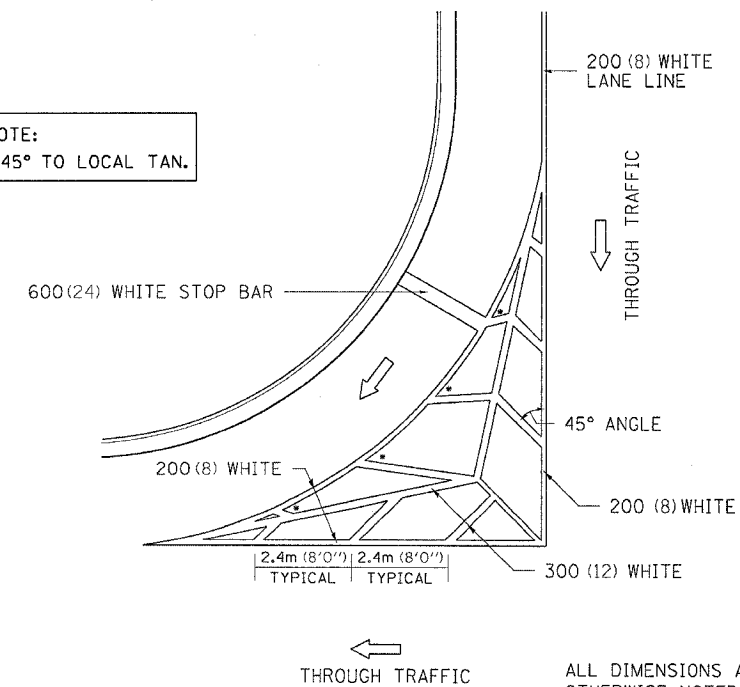 200 (8) WHITE
LANE LINE
OTE:
45° TO LOCAL TAN.
THROUGH TRAFFIC
600 (24) WHITE STOP BAR
*
*
45° ANGLE
*
200 (8) WHITE
200 (8) WHITE
*
2.4m (8'0'') 2.4m (8'0'')
TYPICAL TYPICAL
300 (12) WHITE
THROUGH TRAFFIC
ALL DIMENSIONS A